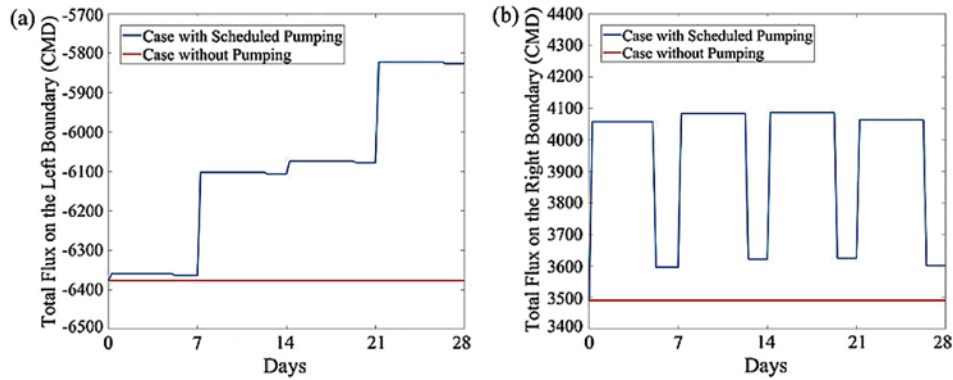 (a)
Total Flux on the Left Boundary (CMD)
-5700
-5800
-5900
-6000
-6100
-6200
-6300
-6400
-6500
Case with Scheduled Pumping
Case without Pumping
0 7 14 21 28
Days
(b)
Total Flux on the Right Boundary (CMD)
4400
4300
4200
4100
4000
3900
3800
3700
3600
3500
3400
Case with Scheduled Pumping
Case without Pumping
0 7 14 21 28
Days